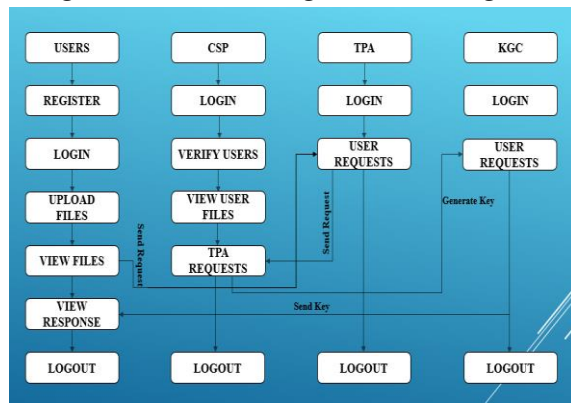 USERS
CSP
TPA
KGC
REGISTER
LOGIN
LOGIN
LOGIN
LOGIN
VERIFY USERS
USER
REQUESTS
USER
REQUESTS
UPLOAD
FILES
VIEW USER
FILES
Send Request
Send Request
Generate Key
VIEW FILES
TPA
REQUESTS
VIEW
RESPONSE
Send Key
LOGOUT
LOGOUT
LOGOUT
LOGOUT